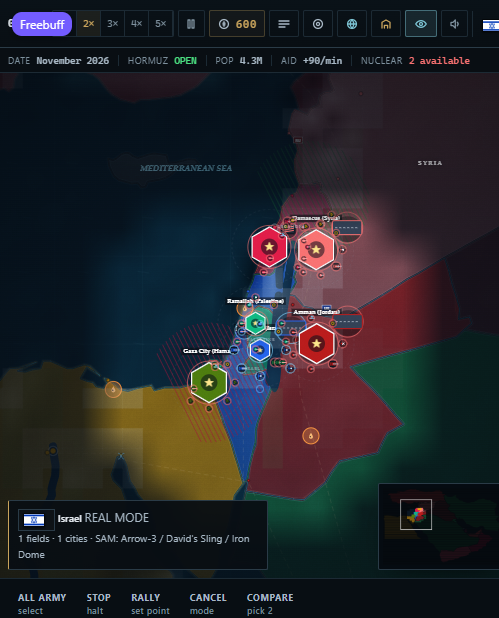 Freebuff
2× 3× 4× 5× 600
DATE November 2026 HORMUZ OPEN POP 4.3M AID +90/min NUCLEAR 2 available
MEDITERRANEAN SEA
SYRIA
Damascus (Syria)
Ramallah (Palestine)
Amman (Jordan)
Gaza City (Hama
Israel REAL MODE
1 fields · 1 cities · SAM: Arrow-3 / David's Sling / Iron
Dome
ALL ARMY STOP RALLY CANCEL COMPARE
select halt set point mode pick 2